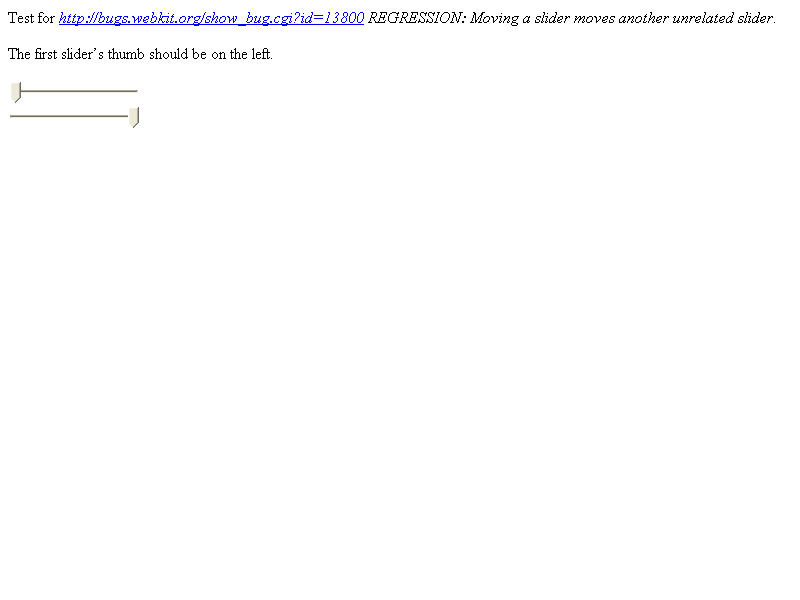 Test for http://bugs.webkit.org/show_bug.cgi?id=13800 REGRESSION: Moving a slider moves another unrelated slider.
The first slider’s thumb should be on the left.